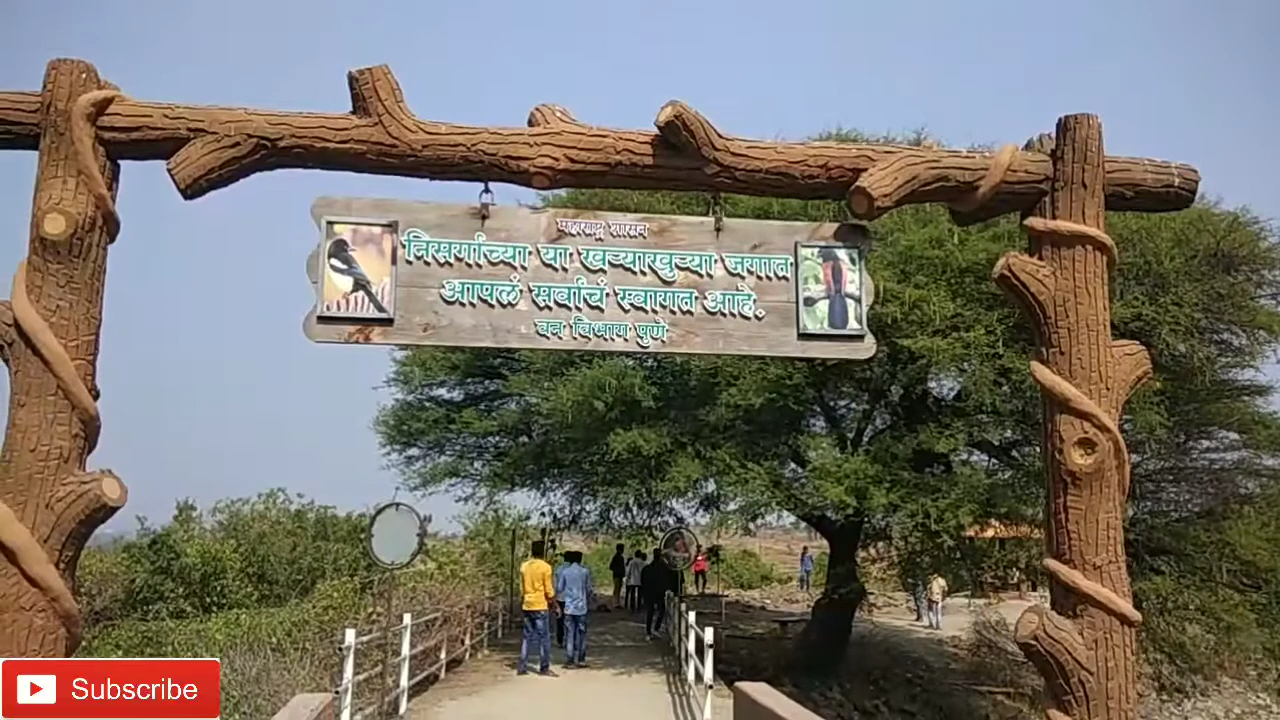 महाराष्ट्र शासन
निसर्गाच्या या खऱ्याखुऱ्या जगात
आपलं सर्वांचं स्वागत आहे.
वन विभाग पुणे
Subscribe